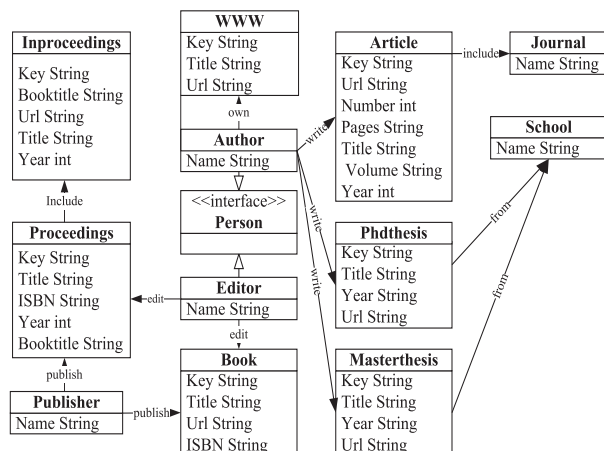 WWW
Key String
Title String
Url String
Inproceedings
Key String
Booktitle String
Url String
Title String
Year int
Article
Key String
Url String
Number int
Pages String
Title String
Volume String
Year int
include
Journal
Name String
own
Author
Name String
write
write
write
School
Name String
Include
<<interface>>
Person
Proceedings
Key String
Title String
ISBN String
Year int
Booktitle String
edit
Editor
Name String
edit
Phdthesis
Key String
Title String
Year String
Url String
from
from
publish
Publisher
Name String
publish
Book
Key String
Title String
Url String
ISBN String
Masterthesis
Key String
Title String
Year String
Url String